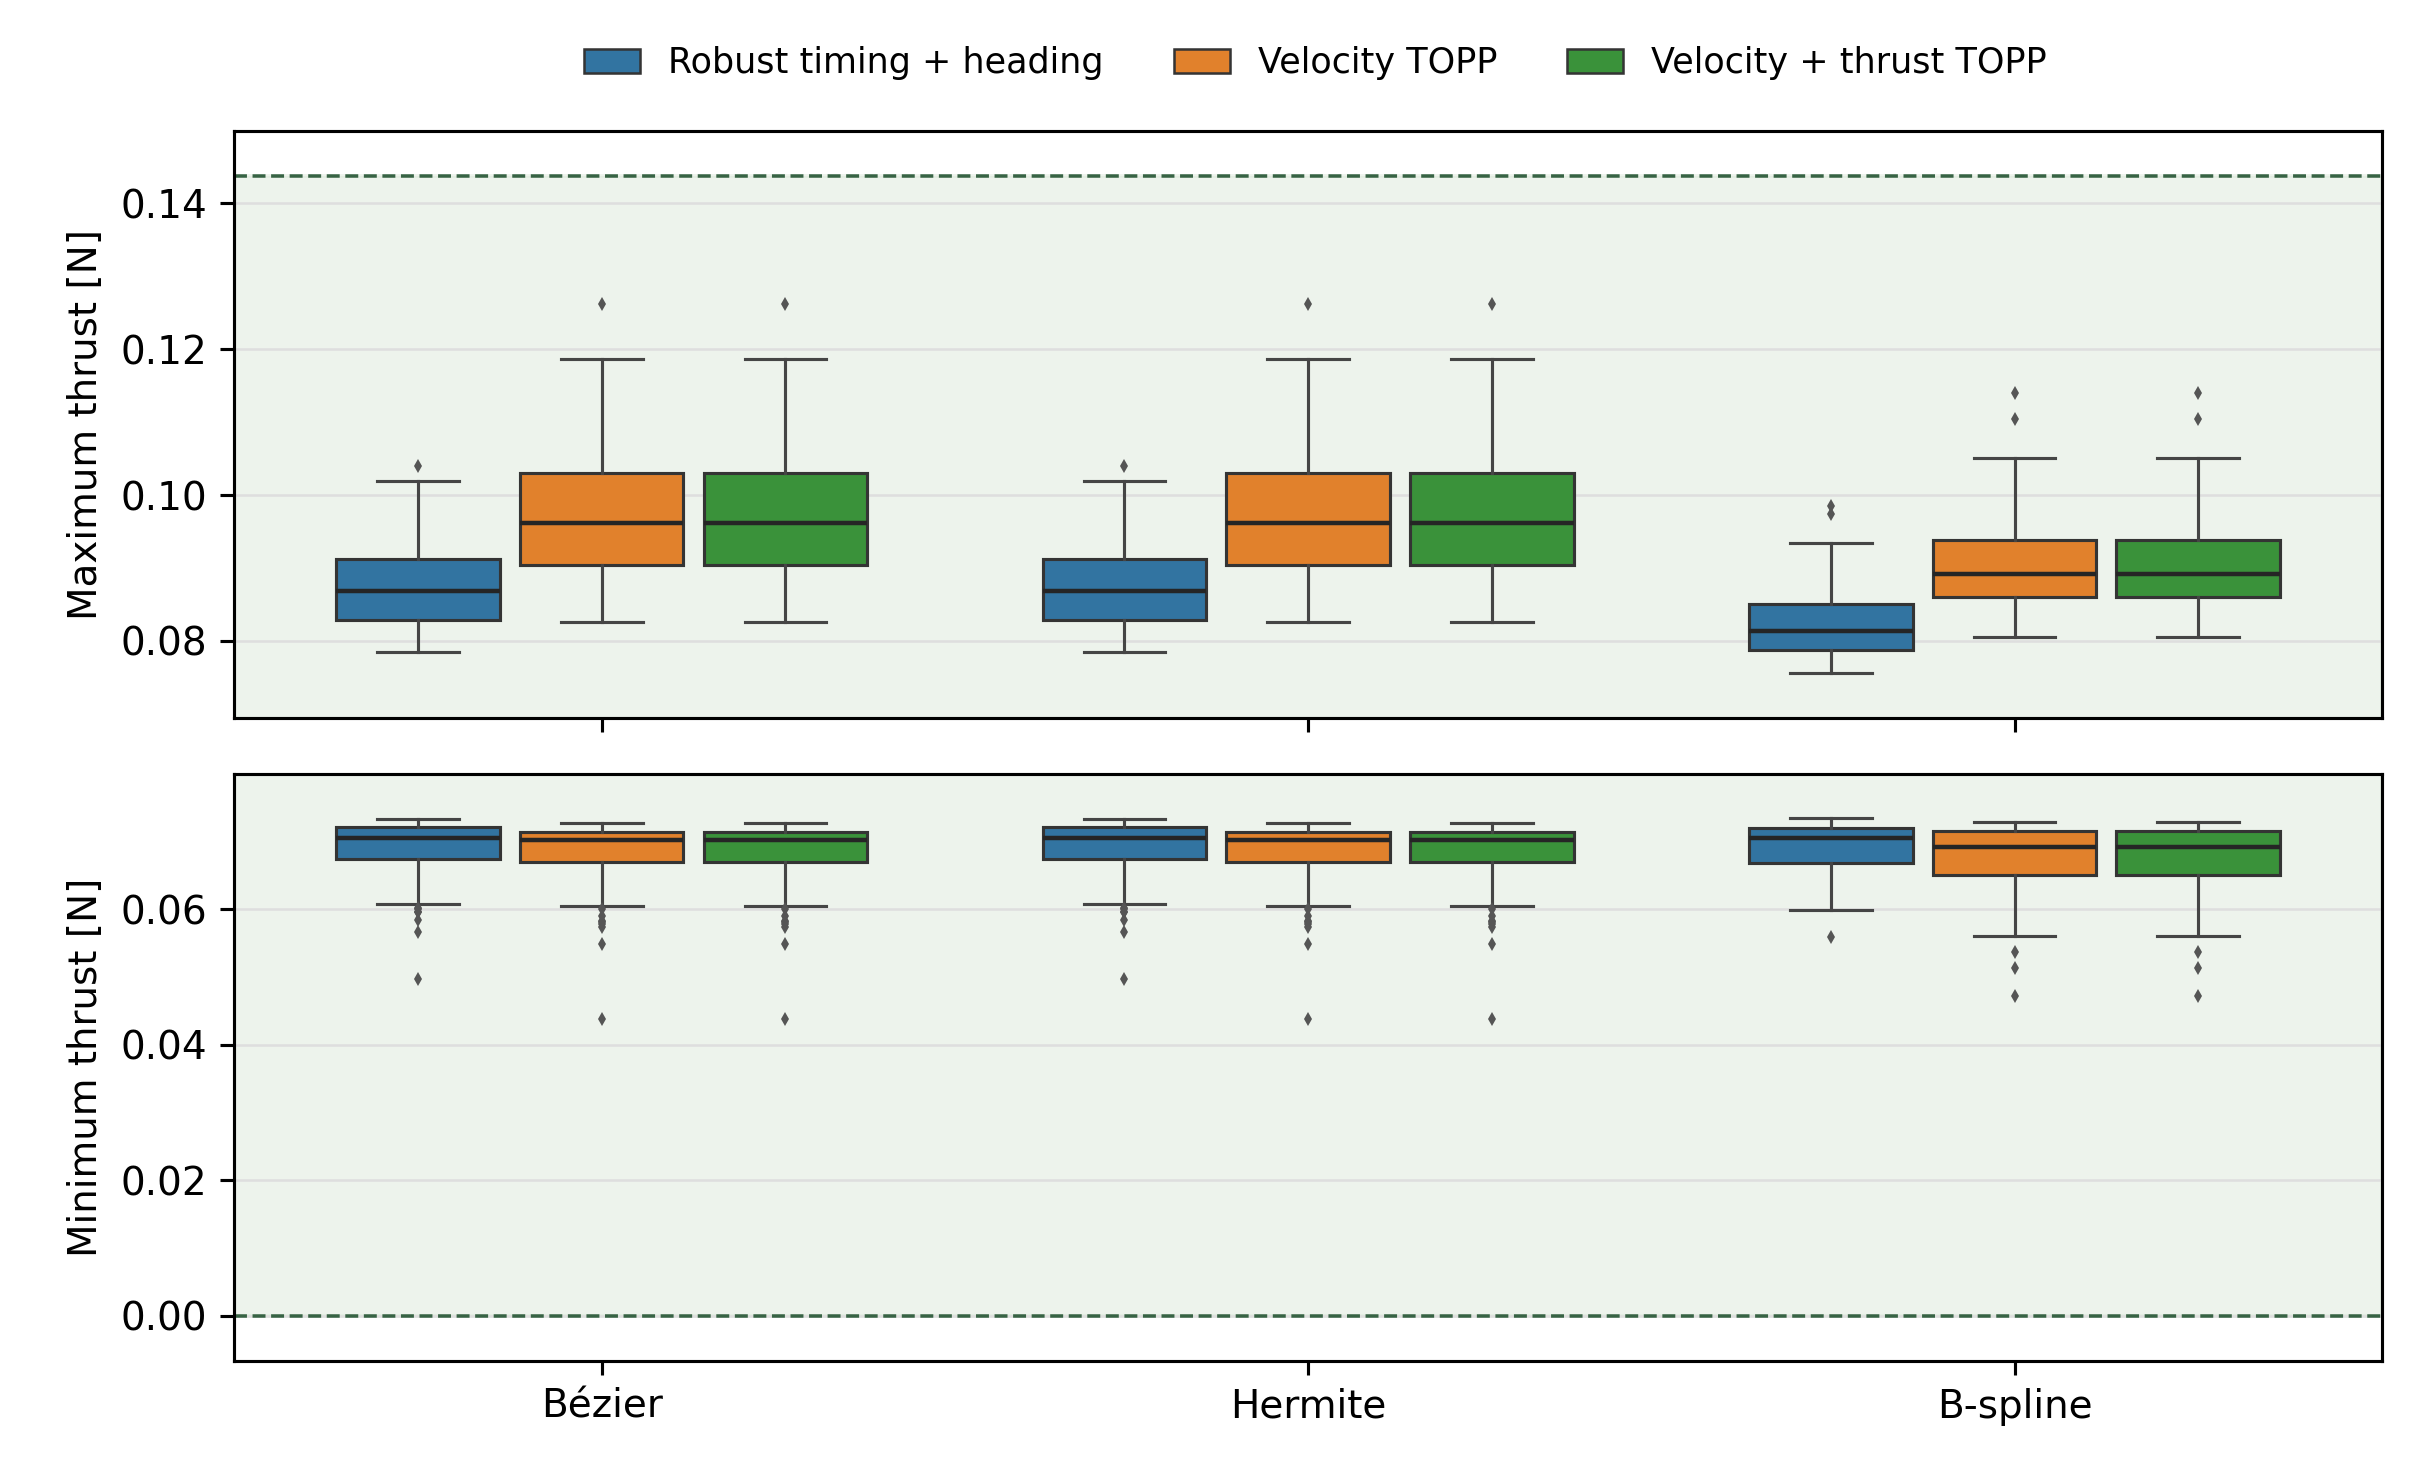 Robust timing + heading
Velocity TOPP
Velocity + thrust TOPP
Maximum thrust [N]
0.14
0.12
0.10
0.08
Minimum thrust [N]
0.06
0.04
0.02
0.00
Bézier
Hermite
B-spline